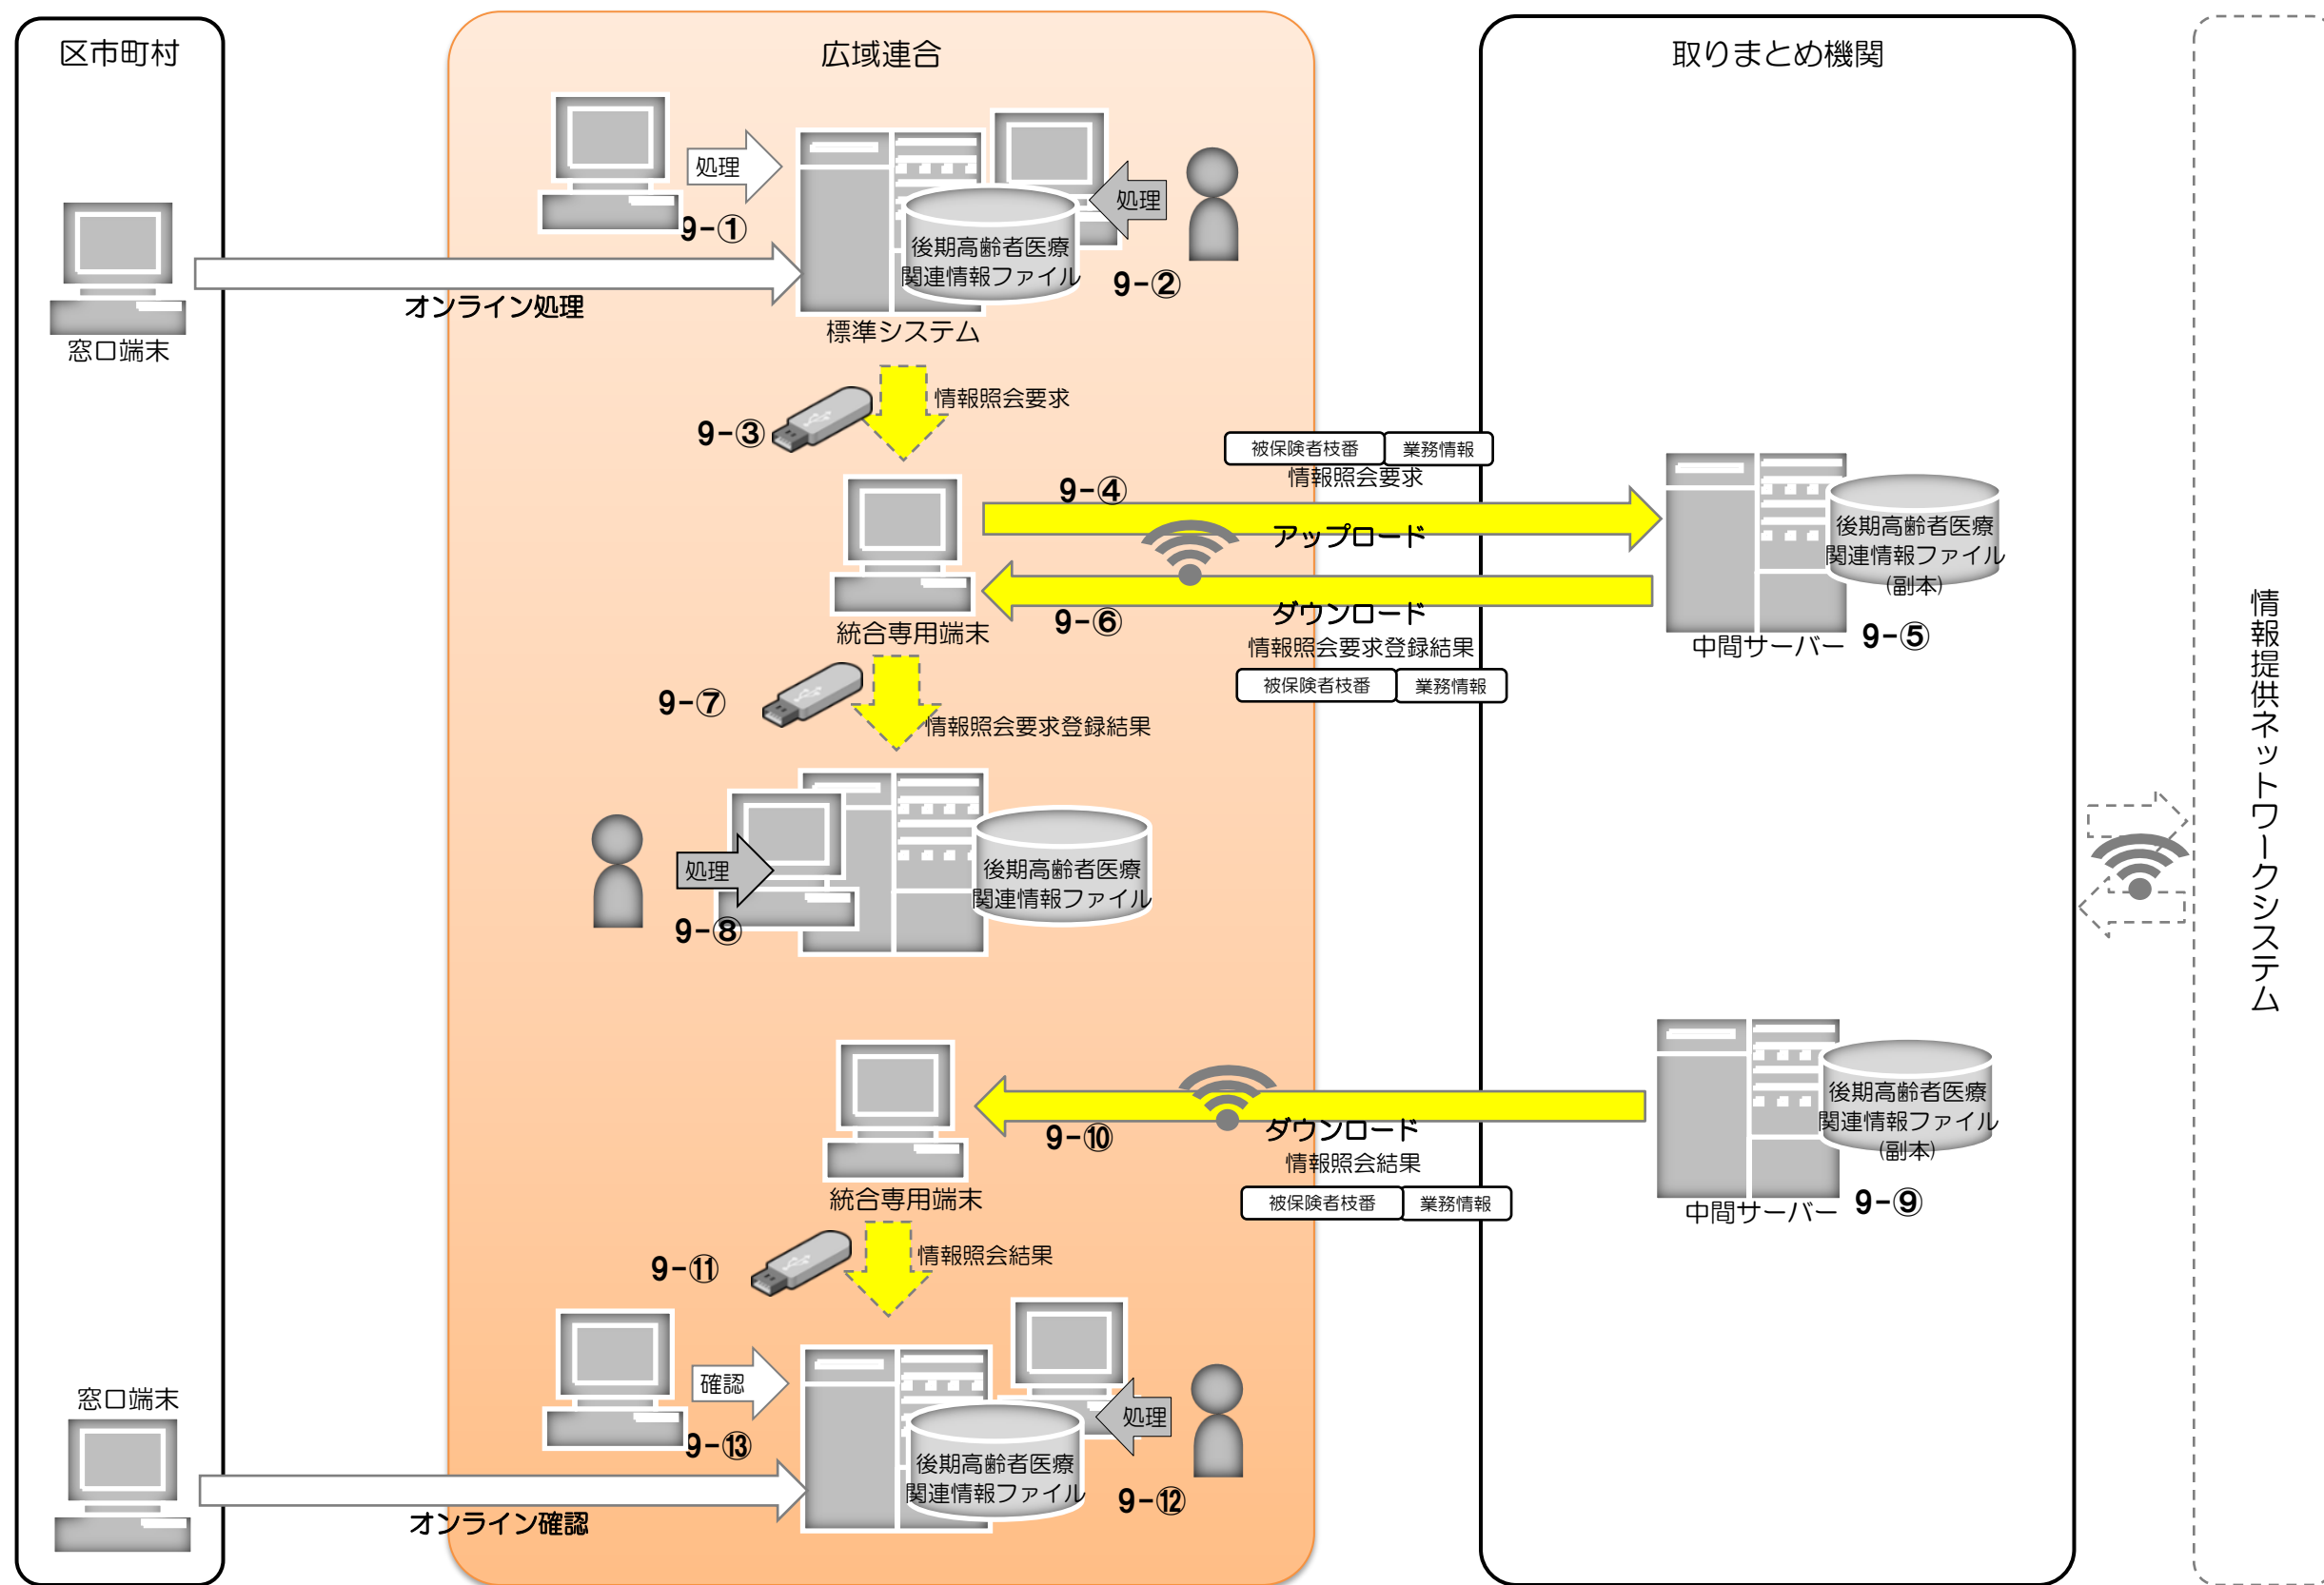 区市町村
広域連合
取りまとめ機関
処理
処理
9-①
後期高齢者医療
関連情報ファイル
9-②
オンライン処理
標準システム
窓口端末
情報照会要求
9-③
被保険者枝番
業務情報
情報照会要求
9-④
アップロード
後期高齢者医療
関連情報ファイル
(副本)
ダウンロード
9-⑥
統合専用端末
情報照会要求登録結果
中間サーバー
9-⑤
被保険者枝番
業務情報
9-⑦
情報照会要求登録結果
情報提供ネットワークシステム
処理
後期高齢者医療
関連情報ファイル
9-⑧
後期高齢者医療
関連情報ファイル
(副本)
ダウンロード
9-⑩
情報照会結果
統合専用端末
被保険者枝番
業務情報
中間サーバー
9-⑨
9-⑪
情報照会結果
確認
窓口端末
処理
9-⑬
後期高齢者医療
関連情報ファイル
9-⑫
オンライン確認